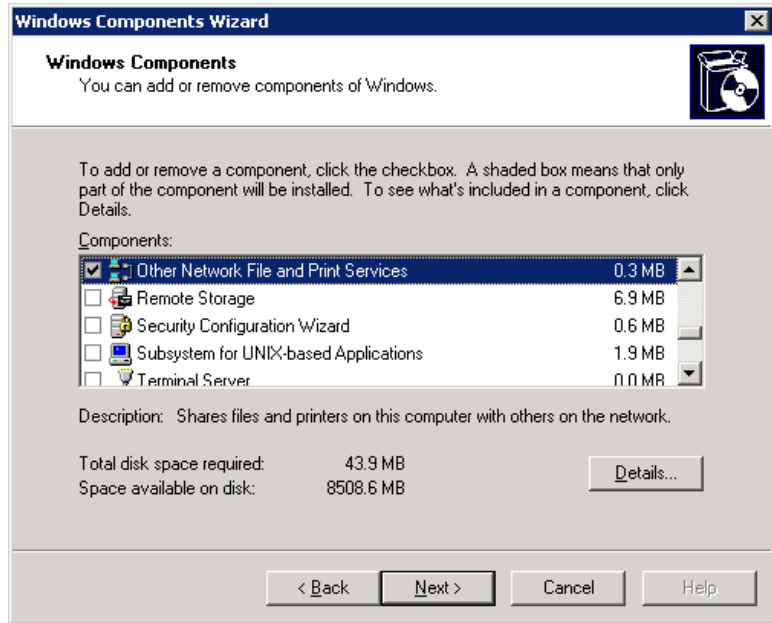 Windows Components Wizard
Windows Components
You can add or remove components of Windows.
To add or remove a component, click the checkbox. A shaded box means that only
part of the component will be installed. To see what's included in a component, click
Details.
Components:
Other Network File and Print Services 0.3 MB
Remote Storage 6.9 MB
Security Configuration Wizard 0.6 MB
Subsystem for UNIX-based Applications 1.9 MB
Terminal Server 0.0 MB
Description: Shares files and printers on this computer with others on the network.
Total disk space required: 43.9 MB
Space available on disk: 8508.6 MB
Details...
< Back Next > Cancel Help